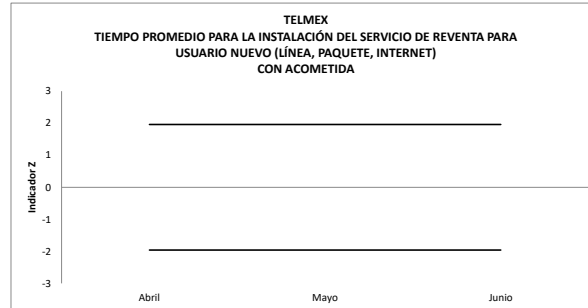 TELMEX
TIEMPO PROMEDIO PARA LA INSTALACIÓN DEL SERVICIO DE REVENTA PARA
USUARIO NUEVO (LÍNEA, PAQUETE, INTERNET)
CON ACOMETIDA
Indicador Z
3
2
1
0
-1
-2
-3
Abril Mayo Junio